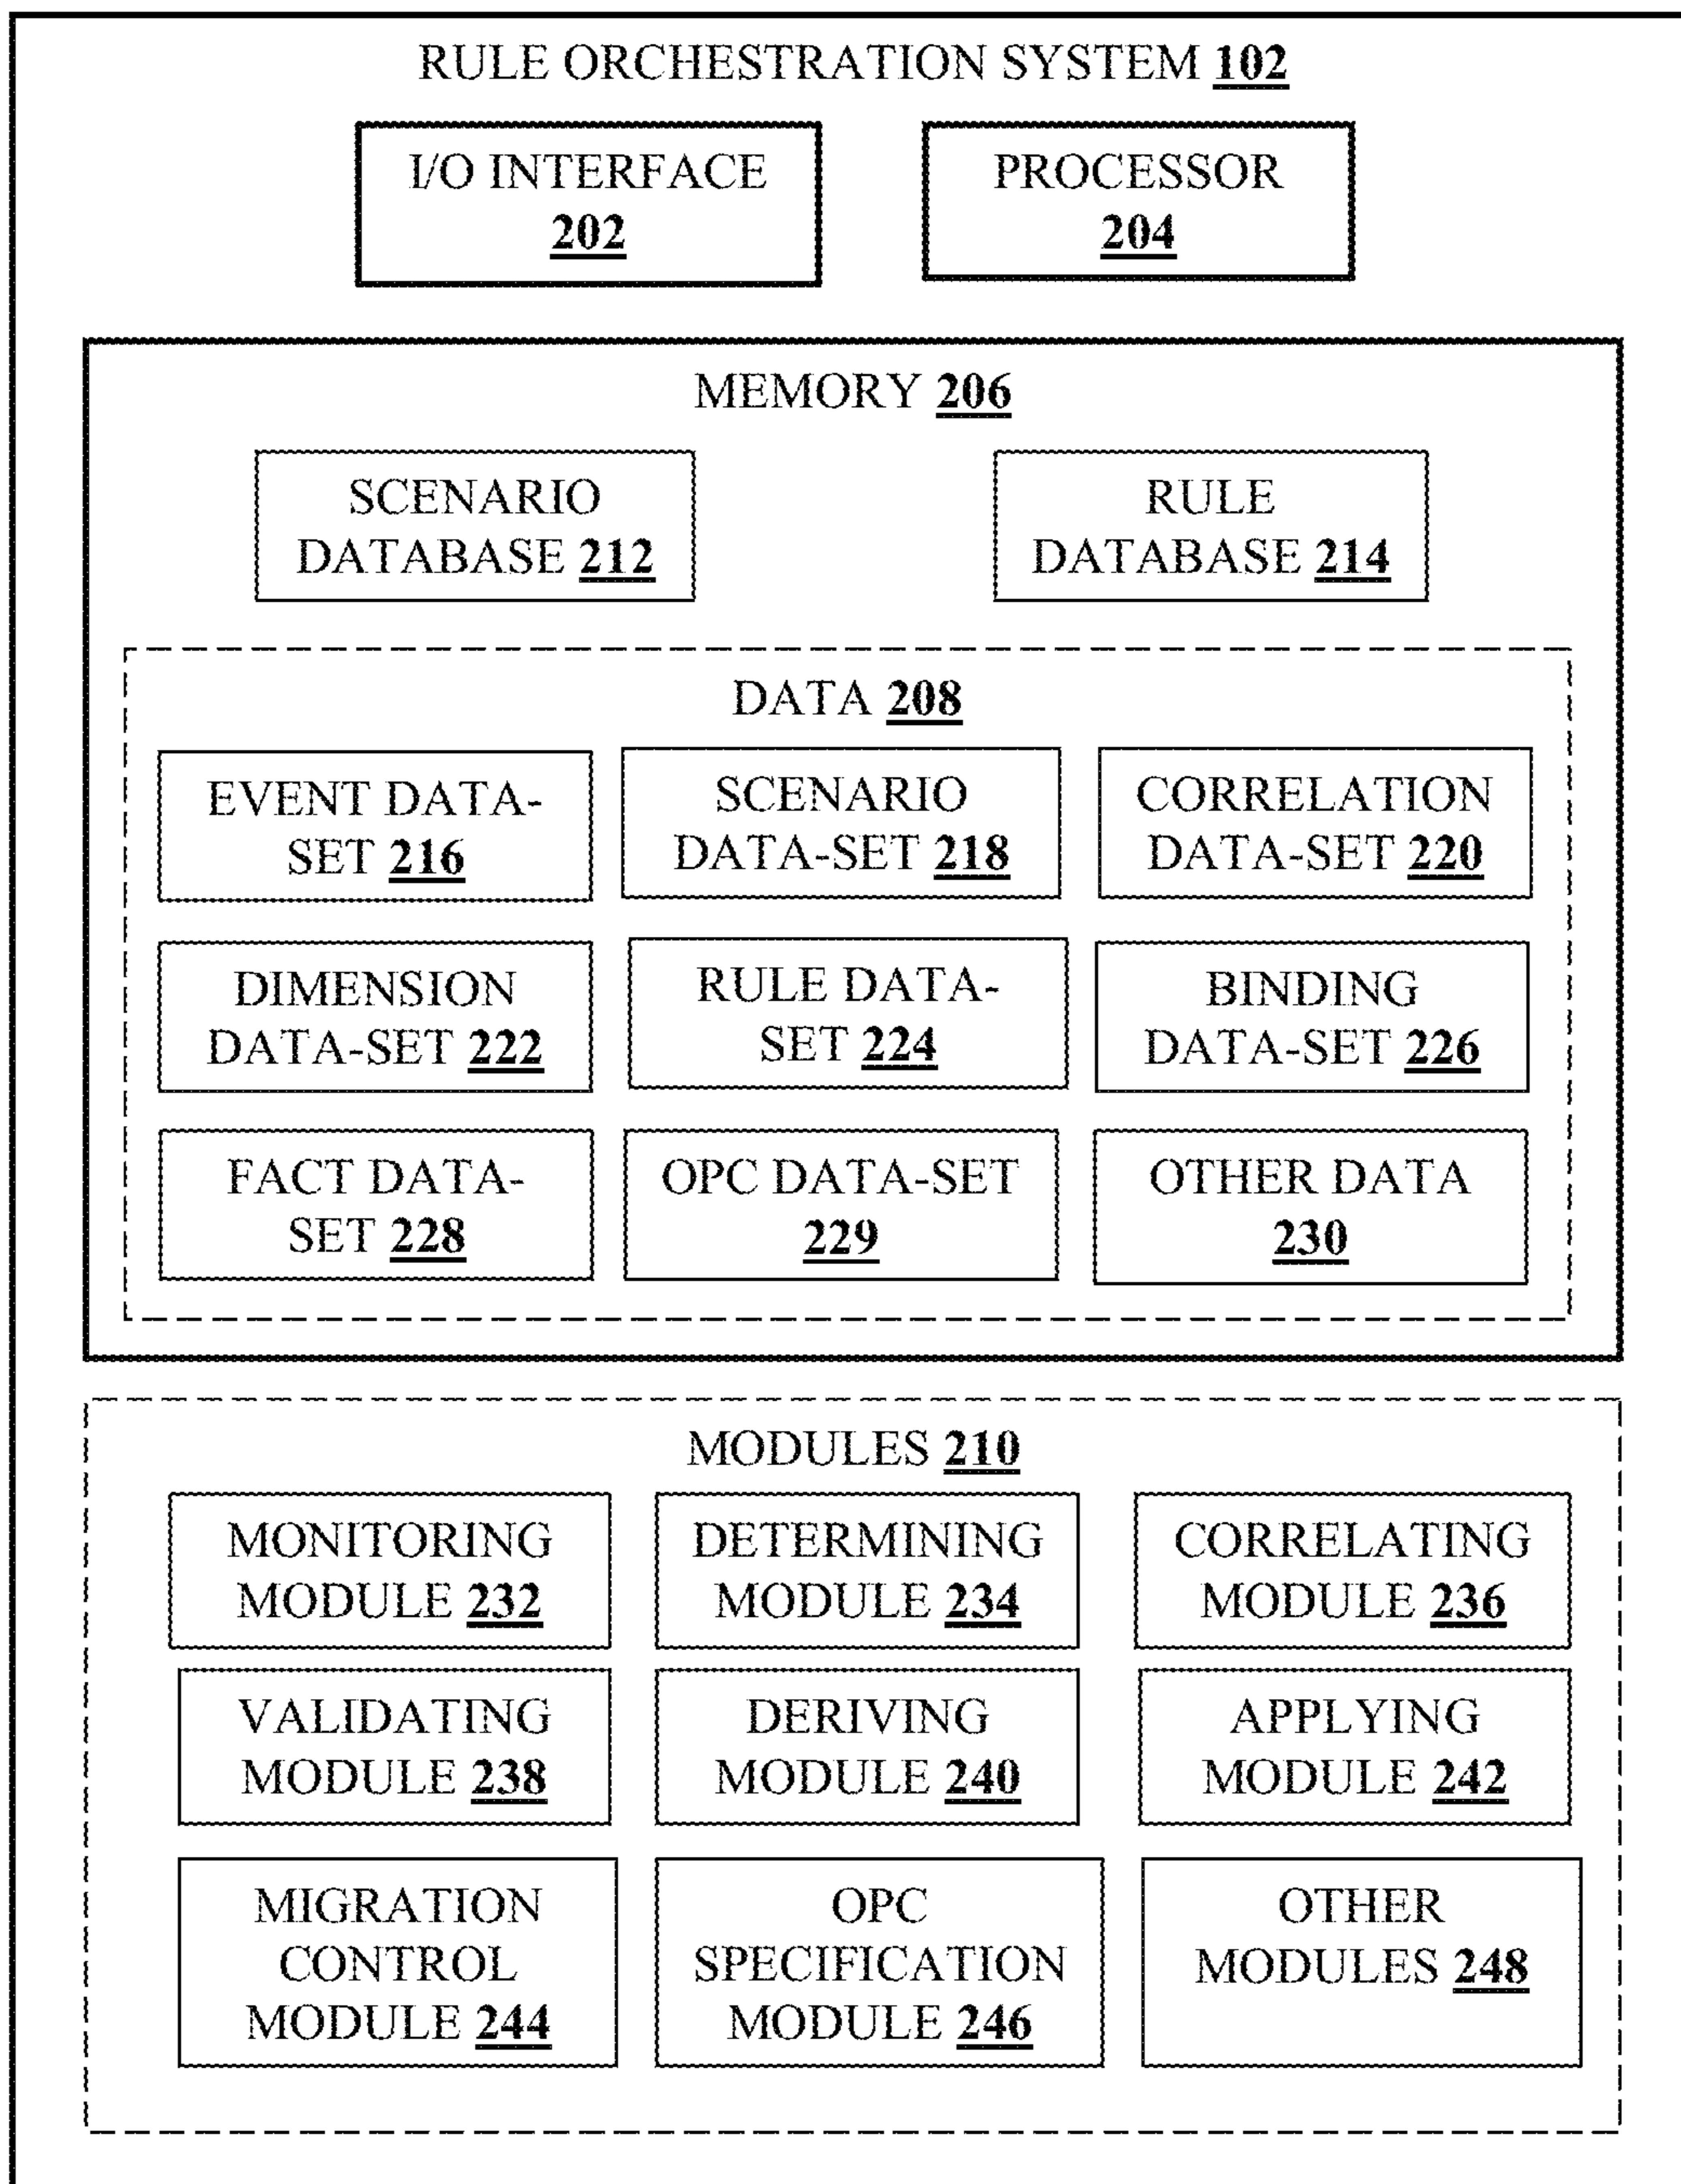 RULE ORCHESTRATION SYSTEM 102
I/O INTERFACE
202
PROCESSOR
204
MEMORY 206
SCENARIO
DATABASE 212
RULE
DATABASE 214
DATA 208
EVENT DATA-
SET 216
SCENARIO
DATA-SET 218
CORRELATION
DATA-SET 220
DIMENSION
DATA-SET 222
RULE DATA-
SET 224
BINDING
DATA-SET 226
FACT DATA-
SET 228
OPC DATA-SET
229
OTHER DATA
230
MODULES 210
MONITORING
MODULE 232
DETERMINING
MODULE 234
CORRELATING
MODULE 236
VALIDATING
MODULE 238
DERIVING
MODULE 240
APPLYING
MODULE 242
MIGRATION
CONTROL
MODULE 244
OPC
SPECIFICATION
MODULE 246
OTHER
MODULES 248